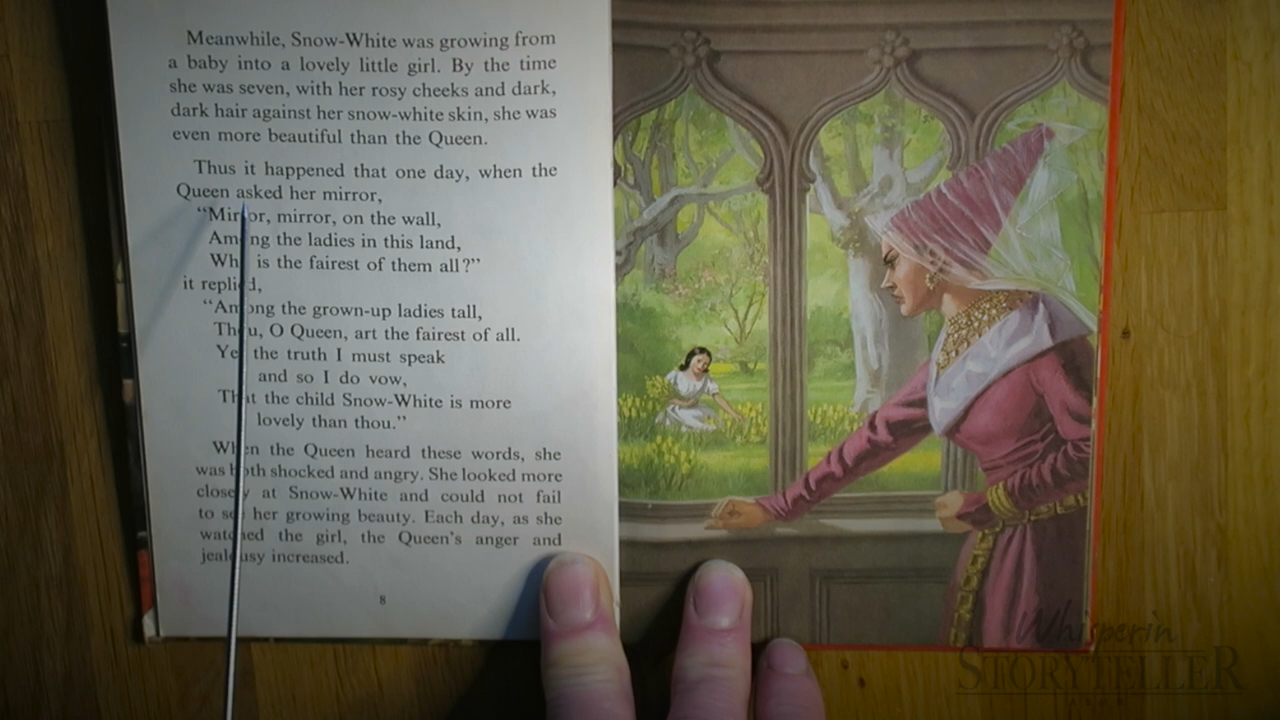 Meanwhile, Snow-White was growing from
a baby into a lovely little girl. By the time
she was seven, with her rosy cheeks and dark,
dark hair against her snow-white skin, she was
even more beautiful than the Queen.
Thus it happened that one day, when the
Queen asked her mirror,
“Mirror, mirror, on the wall,
Among the ladies in this land,
Who is the fairest of them all?”
it replied,
“Among the grown-up ladies tall,
Thou, O Queen, art the fairest of all.
Yet the truth I must speak
and so I do vow,
That the child Snow-White is more
lovely than thou.”
When the Queen heard these words, she
was both shocked and angry. She looked more
closely at Snow-White and could not fail
to see her growing beauty. Each day, as she
watched the girl, the Queen’s anger and
jealousy increased.
8
Whisperin
STORYTELLER